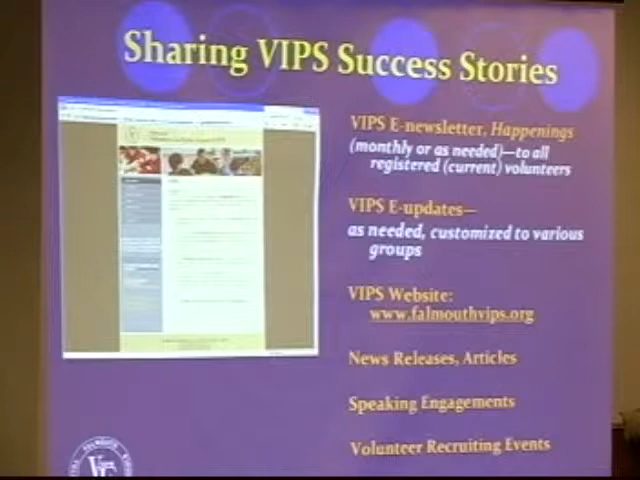 Sharing VIPS Success Stories
VIPS E-newsletter, Happenings
(monthly or as needed)—to all
registered (current) volunteers
VIPS E-updates—
as needed, customized to various
groups
VIPS Website:
www.falmouthvips.org
News Releases, Articles
Speaking Engagements
Volunteer Recruiting Events